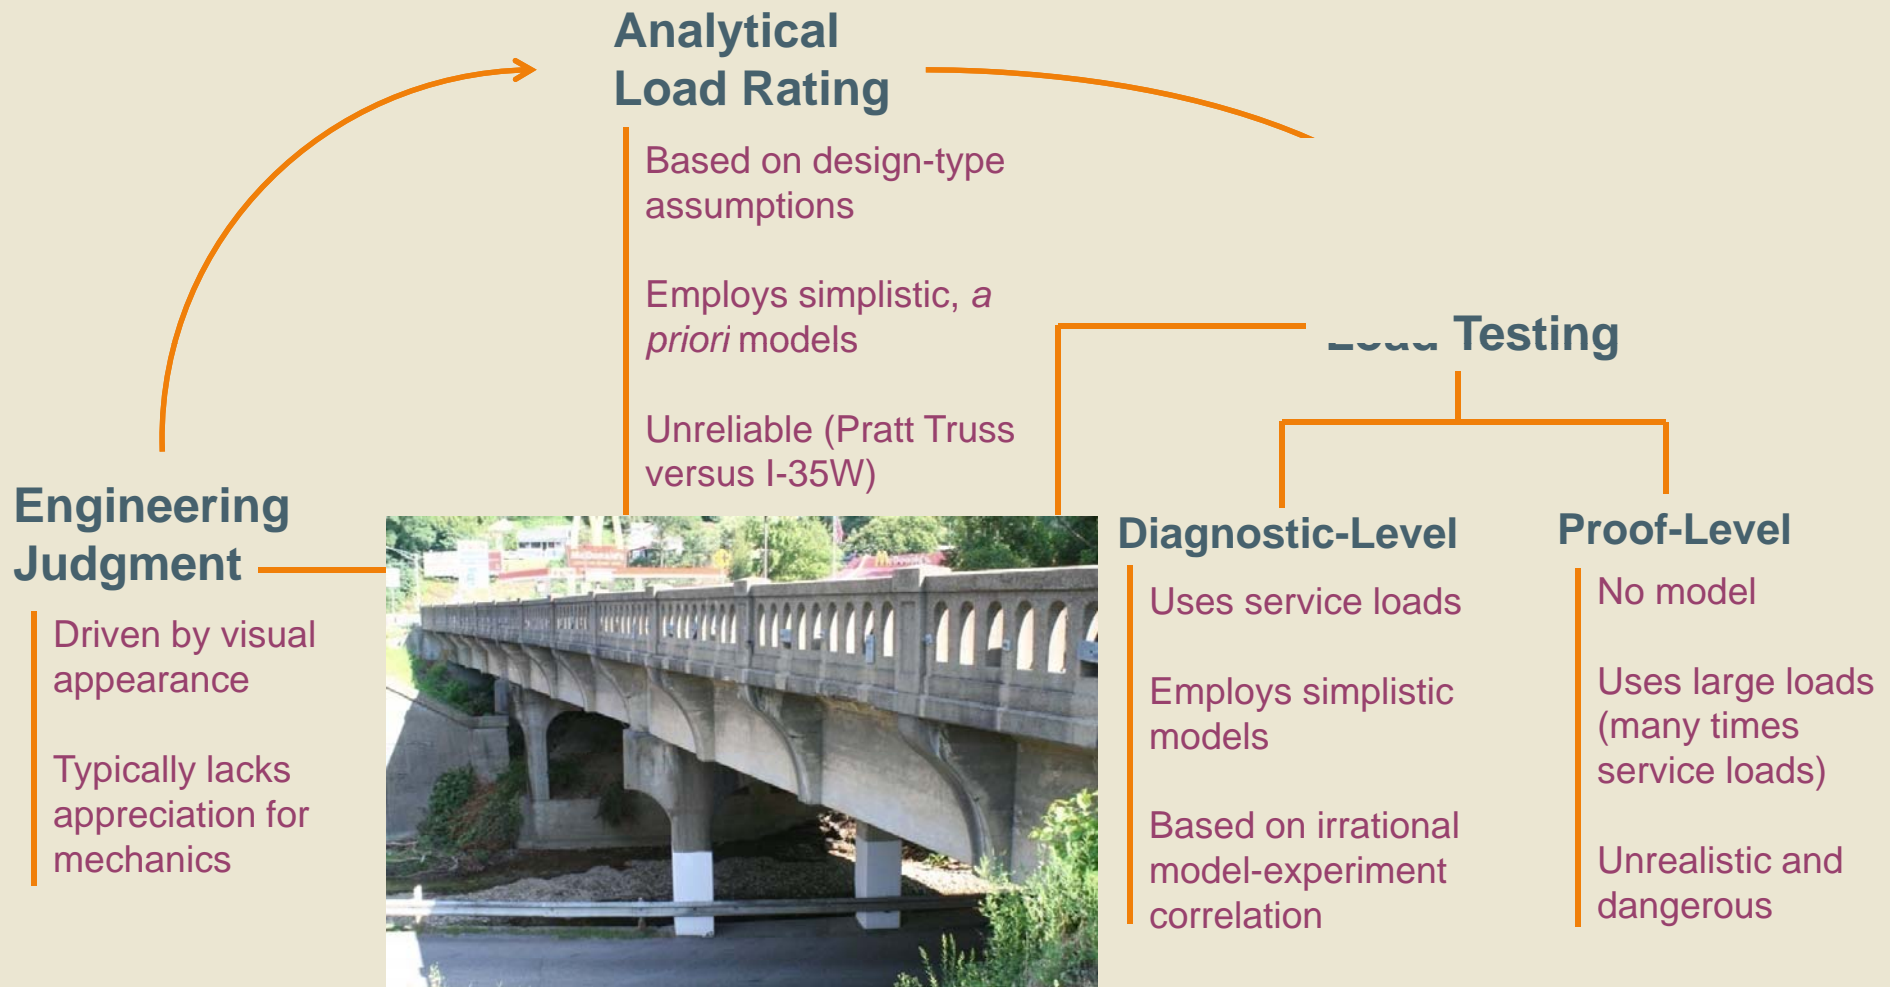 Analytical
Load Rating
Based on design-type
assumptions
Employs simplistic, a
priori models
Unreliable (Pratt Truss
versus I-35W)
Load Testing
Engineering
Judgment
Driven by visual
appearance
Typically lacks
appreciation for
mechanics
Diagnostic-Level
Uses service loads
Employs simplistic
models
Based on irrational
model-experiment
correlation
Proof-Level
No model
Uses large loads
(many times
service loads)
Unrealistic and
dangerous